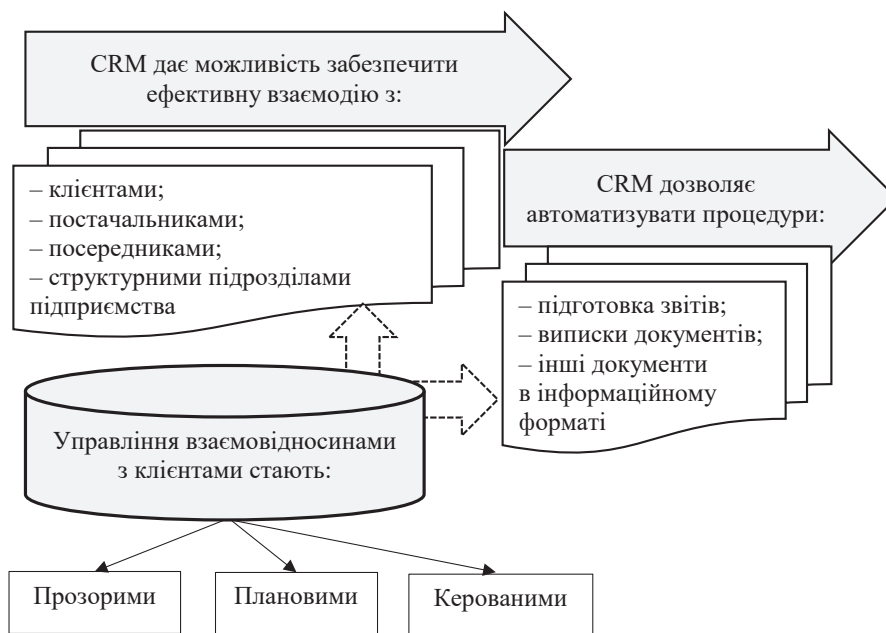 CRM дає можливість забезпечити
ефективну взаємодію з:
– клієнтами;
– постачальниками;
– посередниками;
– структурними підрозділами
підприємства
CRM дозволяє
автоматизувати процедури:
– підготовка звітів;
– виписки документів;
– інші документи
в інформаційному
форматі
Управління взаємовідносинами
з клієнтами стають:
Прозорими
Плановими
Керованими